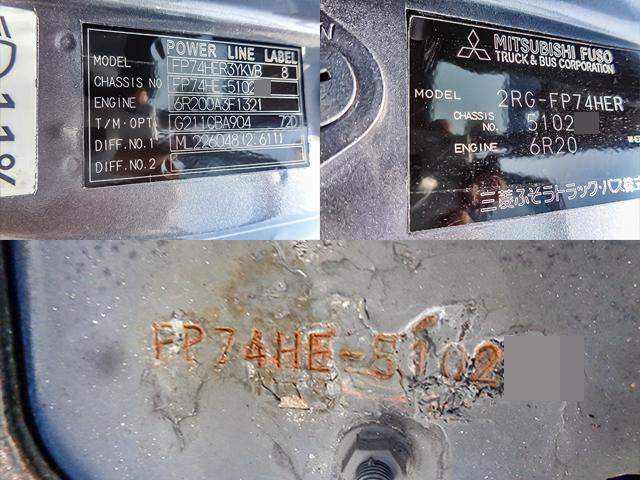 POWER LINE LABEL
MODEL FP74HER3YKVB 8
CHASSIS NO FP74HE-5102
ENGINE 6R200A3F1321
T/M·OPT. G211CBA904 720
DIFF.NO.1 M 226048(2.611)
DIFF.NO.2
11%
MITSUBISHI FUSO
TRUCK & BUS CORPORATION
MODEL 2RG-FP74HER
CHASSIS NO. 5102
ENGINE 6R20
三菱ふそうトラック・バス株式
FP74HE-5102